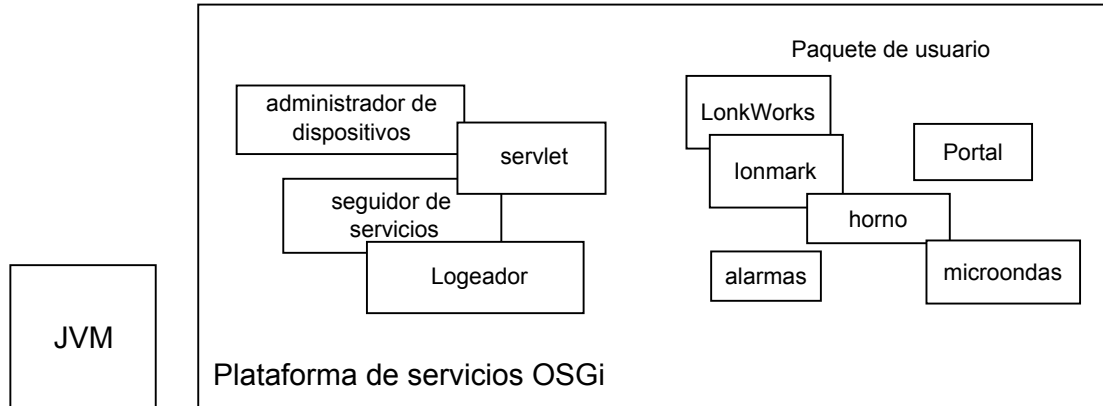 Paquete de usuario
administrador de
dispositivos
servlet
seguidor de
servicios
Logeador
LonkWorks
lonmark
Portal
horno
alarmas
microondas
JVM
Plataforma de servicios OSGi